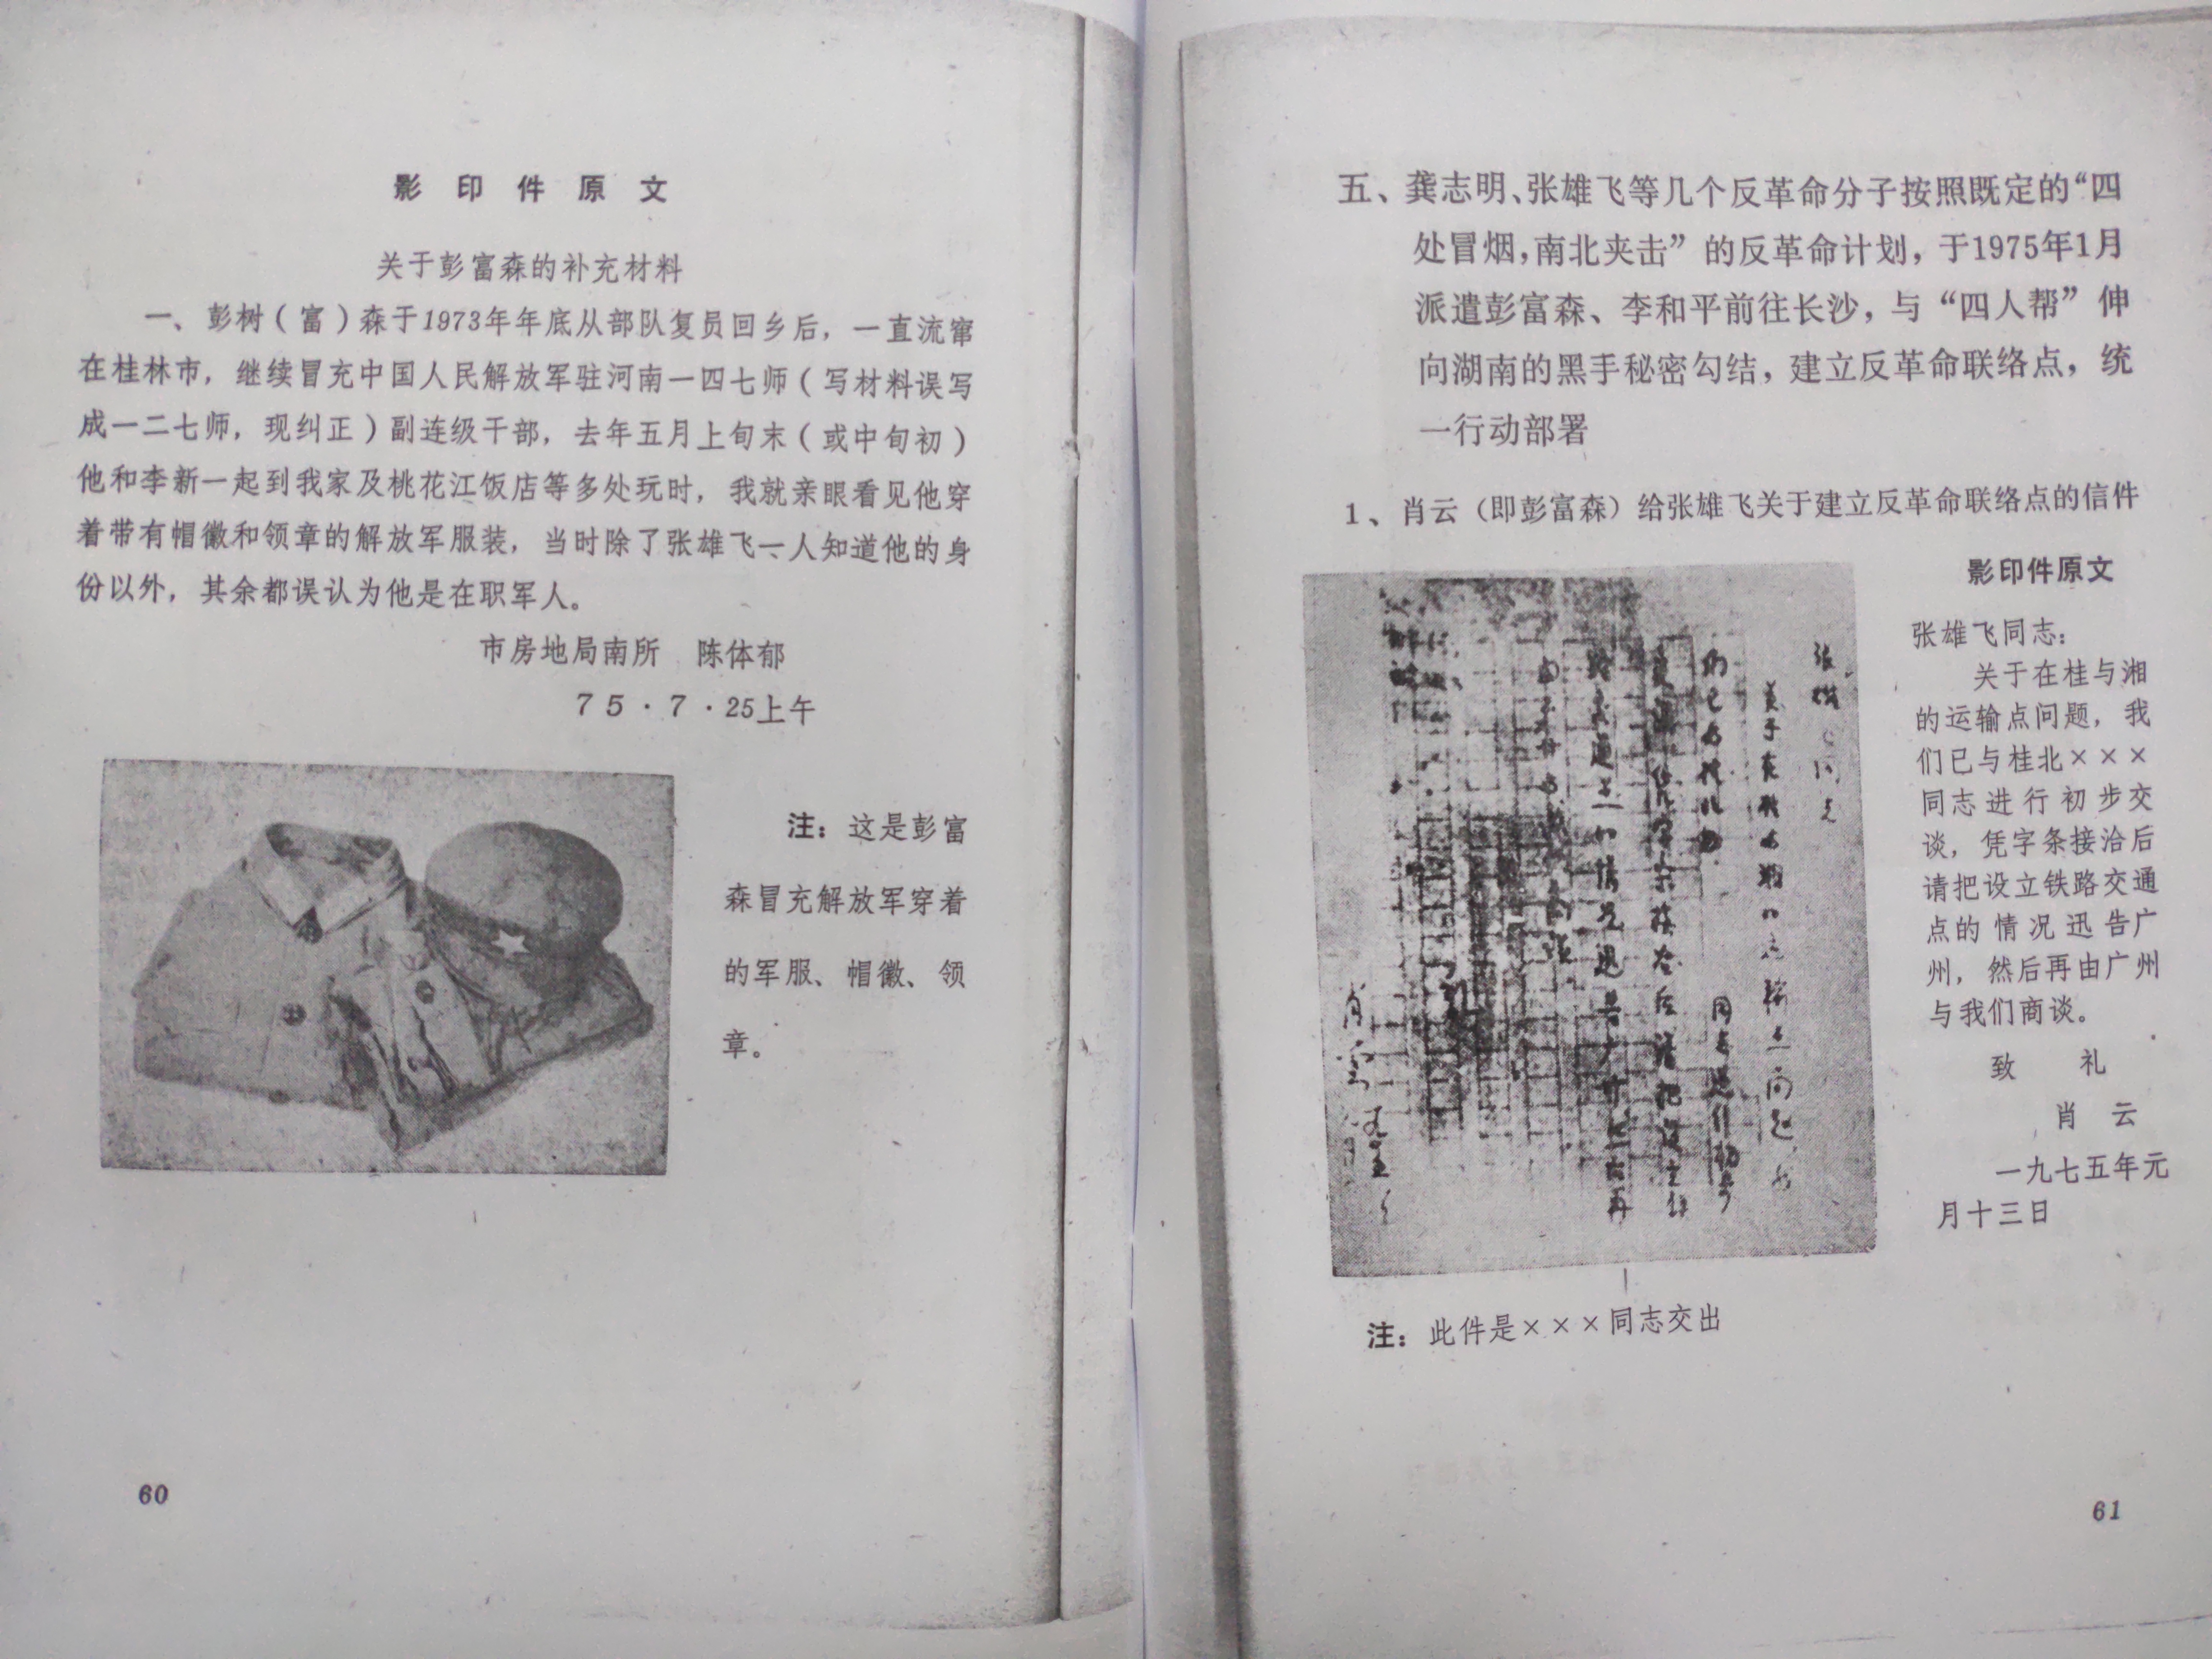 影印件原文
关于彭富森的补充材料
一、彭树（富）森于1973年年底从部队复员回乡后，一直流窜
在桂林市，继续冒充中国人民解放军驻河南一四七师（写材料误写
成一二七师，现纠正）副连级干部，去年五月上旬末（或中旬初）
他和李新一起到我家及桃花江饭店等多处玩时，我就亲眼看见他穿
着带有帽徽和领章的解放军服装，当时除了张雄飞一人知道他的身
份以外，其余都误认为他是在职军人。
市房地局南所 陈体郁
75·7·25上午
注：这是彭富
森冒充解放军穿着
的军服、帽徽、领
章。
60
五、龚志明、张雄飞等几个反革命分子按照既定的“四
处冒烟，南北夹击”的反革命计划，于1975年1月
派遣彭富森、李和平前往长沙，与“四人帮”伸
向湖南的黑手秘密勾结，建立反革命联络点，统
一行动部署
1、肖云（即彭富森）给张雄飞关于建立反革命联络点的信件
影印件原文
张雄飞同志：
关于在桂与湘
的运输点问题，我
们已与桂北×××
同志进行初步交
谈，凭字条接洽后
请把设立铁路交通
点的情况迅告广
州，然后再由广州
与我们商谈。
致 礼
肖 云
一九七五年元
月十三日
注：此件是×××同志交出
61